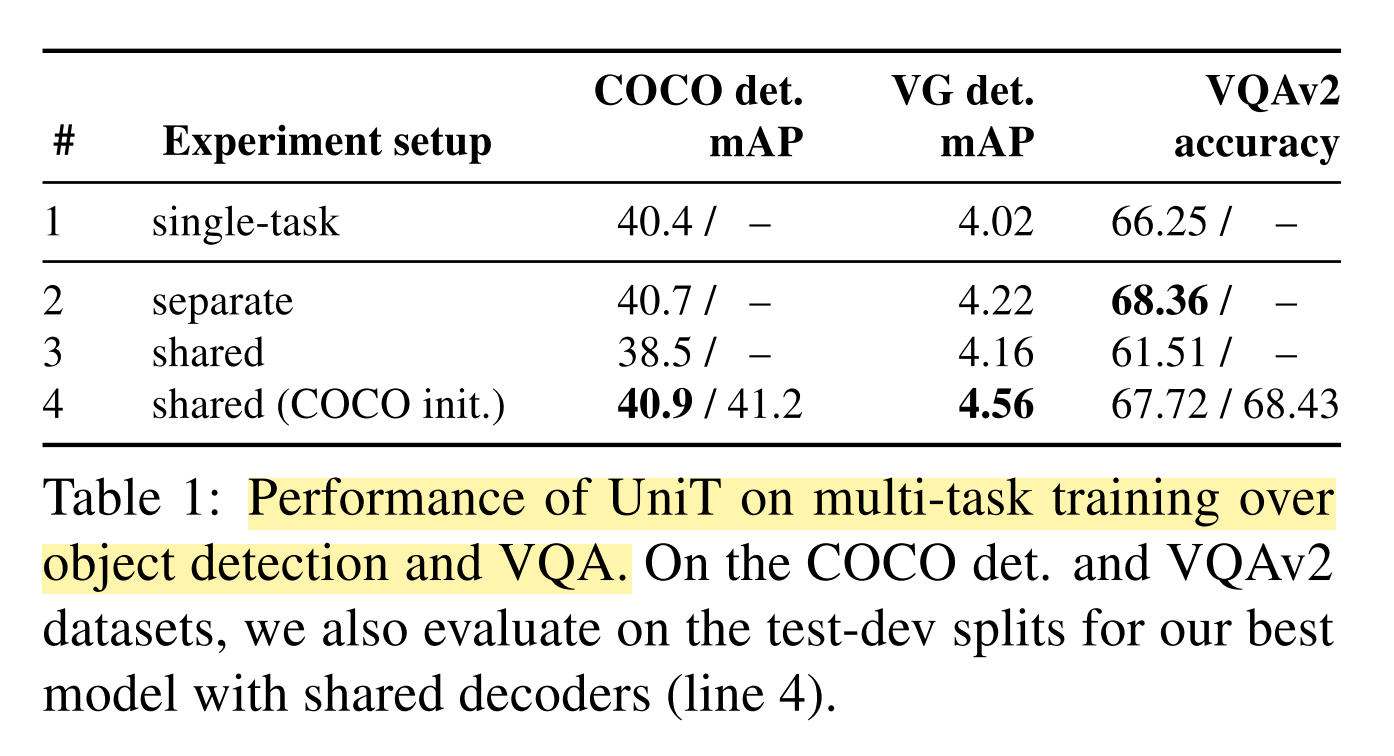 COCO det. VG det. VQAv2
# Experiment setup mAP mAP accuracy
1 single-task 40.4 / – 4.02 66.25 / –
2 separate 40.7 / – 4.22 68.36 / –
3 shared 38.5 / – 4.16 61.51 / –
4 shared (COCO init.) 40.9 / 41.2 4.56 67.72 / 68.43
Table 1: Performance of UniT on multi-task training over
object detection and VQA. On the COCO det. and VQAv2
datasets, we also evaluate on the test-dev splits for our best
model with shared decoders (line 4).